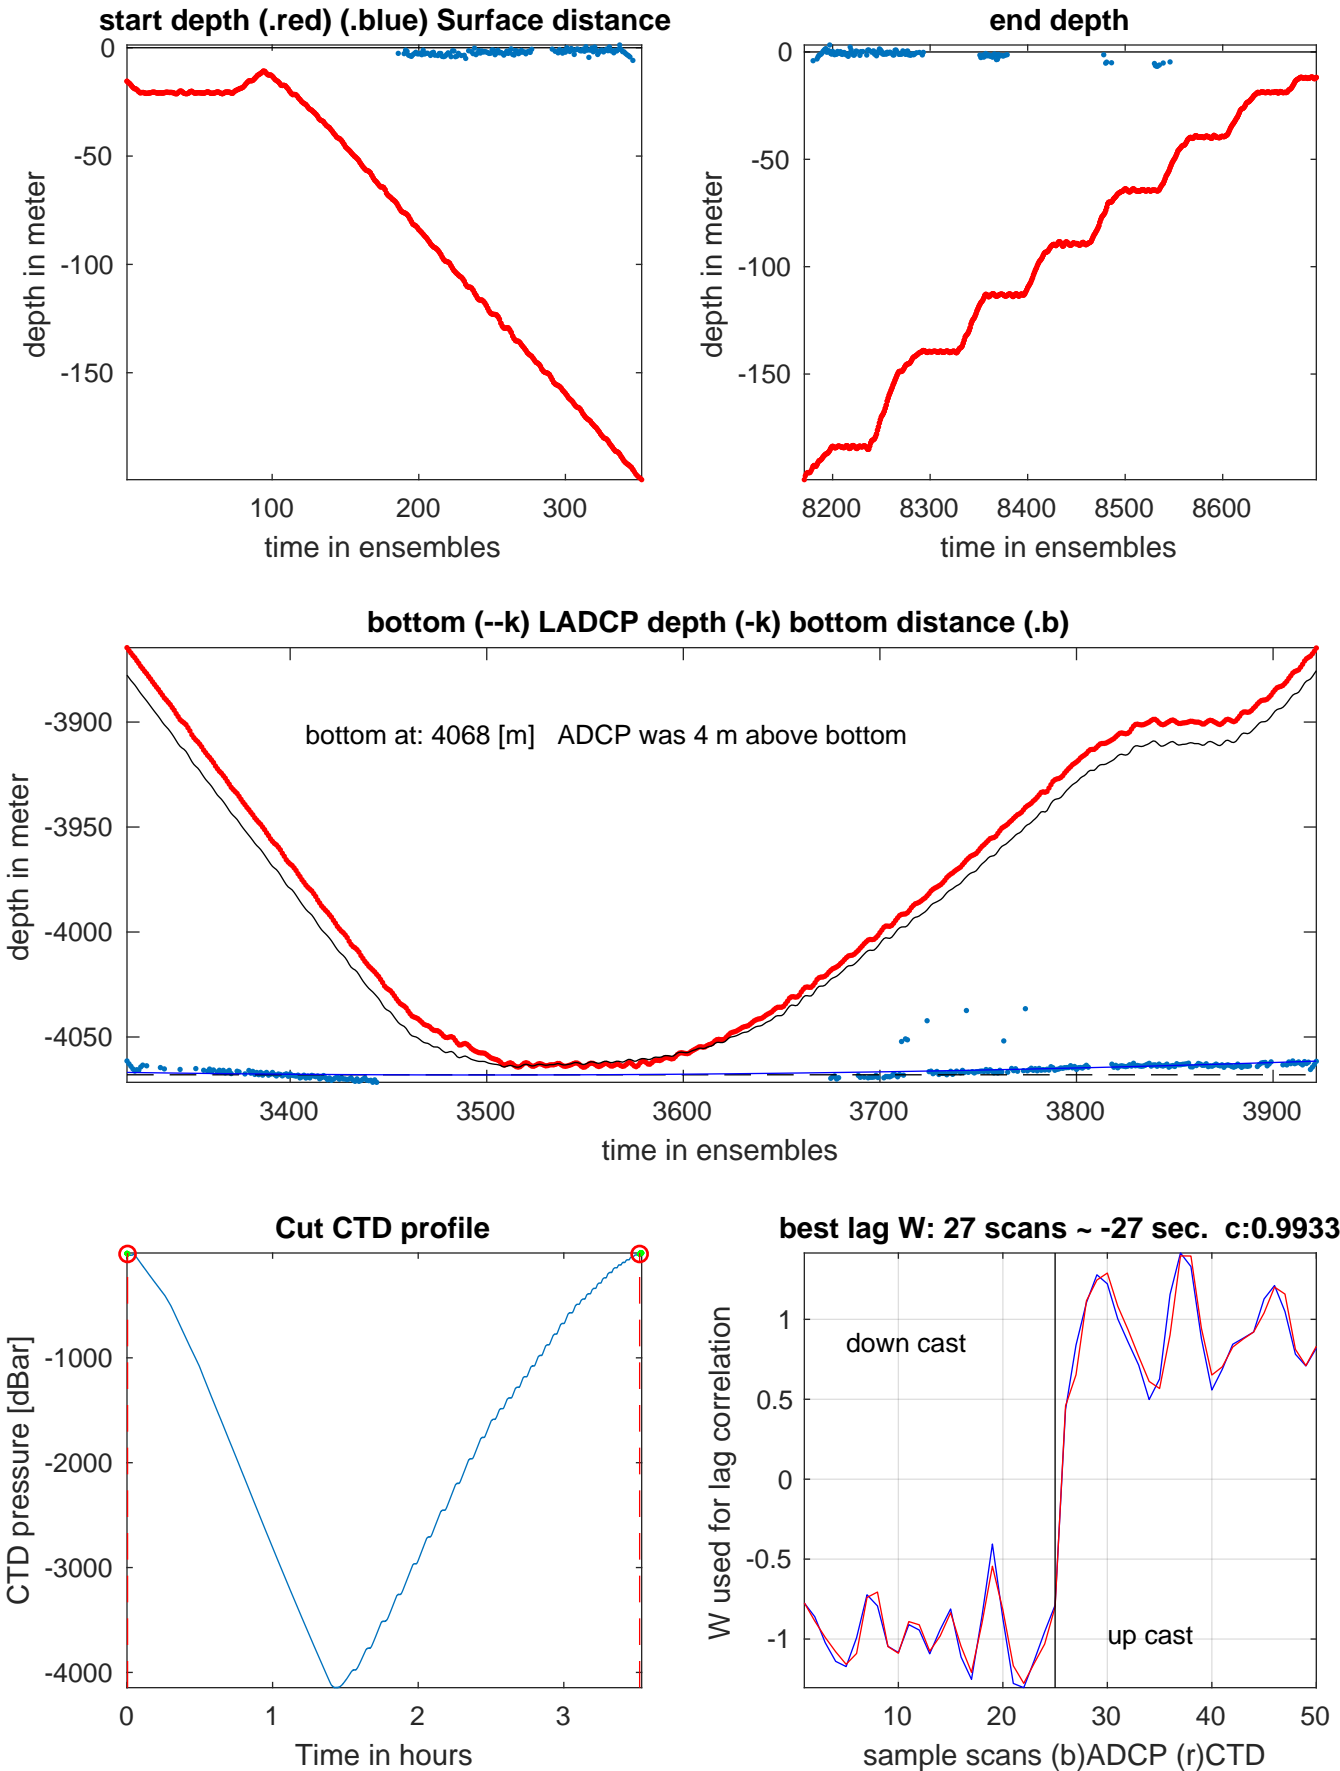 start depth (.red) (.blue) Surface distance
0
-50
-100
-150
depth in meter
100
200
300
time in ensembles
end depth
0
-50
-100
-150
depth in meter
8200
8300
8400
8500
8600
time in ensembles
bottom (--k) LADCP depth (-k) bottom distance (.b)
bottom at: 4068 [m]   ADCP was 4 m above bottom
-3900
-3950
-4000
-4050
depth in meter
3400
3500
3600
3700
3800
3900
time in ensembles
Cut CTD profile
-1000
-2000
-3000
-4000
CTD pressure [dBar]
0
1
2
3
Time in hours
best lag W: 27 scans ~ -27 sec.  c:0.9933
down cast
up cast
1
0.5
0
-0.5
-1
W used for lag correlation
10
20
30
40
50
sample scans (b)ADCP (r)CTD